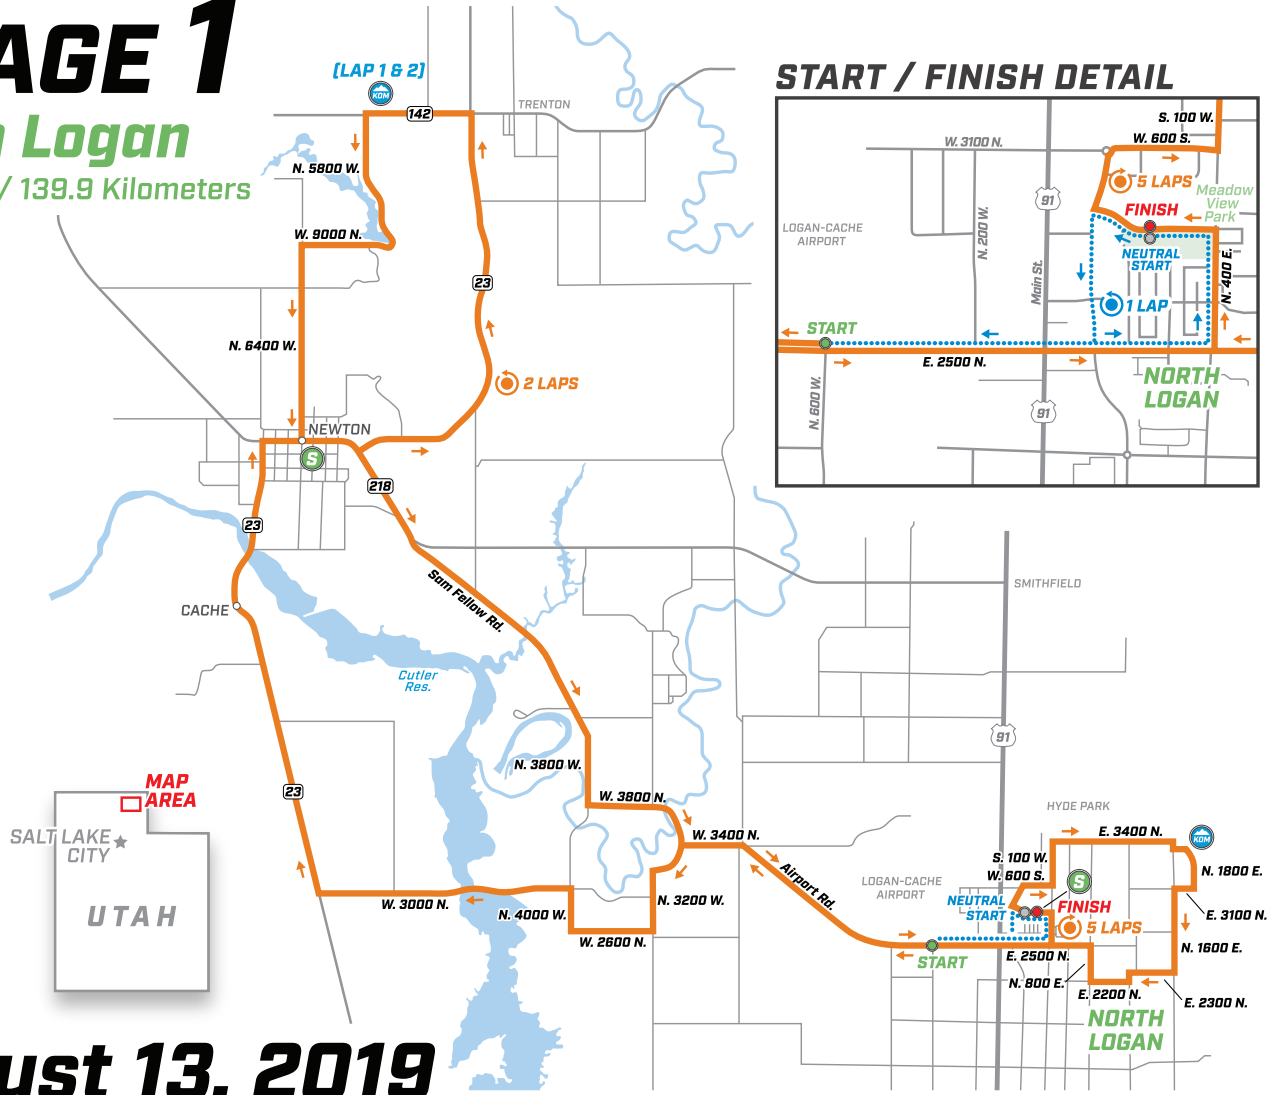 AGE 1
Logan
/ 139.9 Kilometers
(LAP 1 & 2)
KOM
142
TRENTON
N. 5800 W.
W. 9000 N.
23
N. 6400 W.
2 LAPS
NEWTON
S
218
23
Sam Fellow Rd.
CACHE
Cutler
Res.
N. 3800 W.
W. 3800 N.
23
W. 3400 N.
Airport Rd.
W. 3000 N.
N. 4000 W.
N. 3200 W.
W. 2600 N.
MAP
AREA
SALT LAKE
CITY
UTAH
START / FINISH DETAIL
S. 100 W.
W. 600 S.
W. 3100 N.
5 LAPS
91
Meadow
View
Park
FINISH
LOGAN-CACHE
AIRPORT
N. 200 W.
NEUTRAL
START
Main St.
N. 400 E.
1 LAP
START
E. 2500 N.
NORTH
LOGAN
N. 600 W.
91
SMITHFIELD
91
HYDE PARK
E. 3400 N.
KOM
S. 100 W.
W. 600 S.
N. 1800 E.
LOGAN-CACHE
AIRPORT
S
NEUTRAL
START
FINISH
E. 3100 N.
5 LAPS
N. 1600 E.
START
E. 2500 N.
N. 800 E.
E. 2200 N.
E. 2300 N.
NORTH
LOGAN
ust 13, 2019